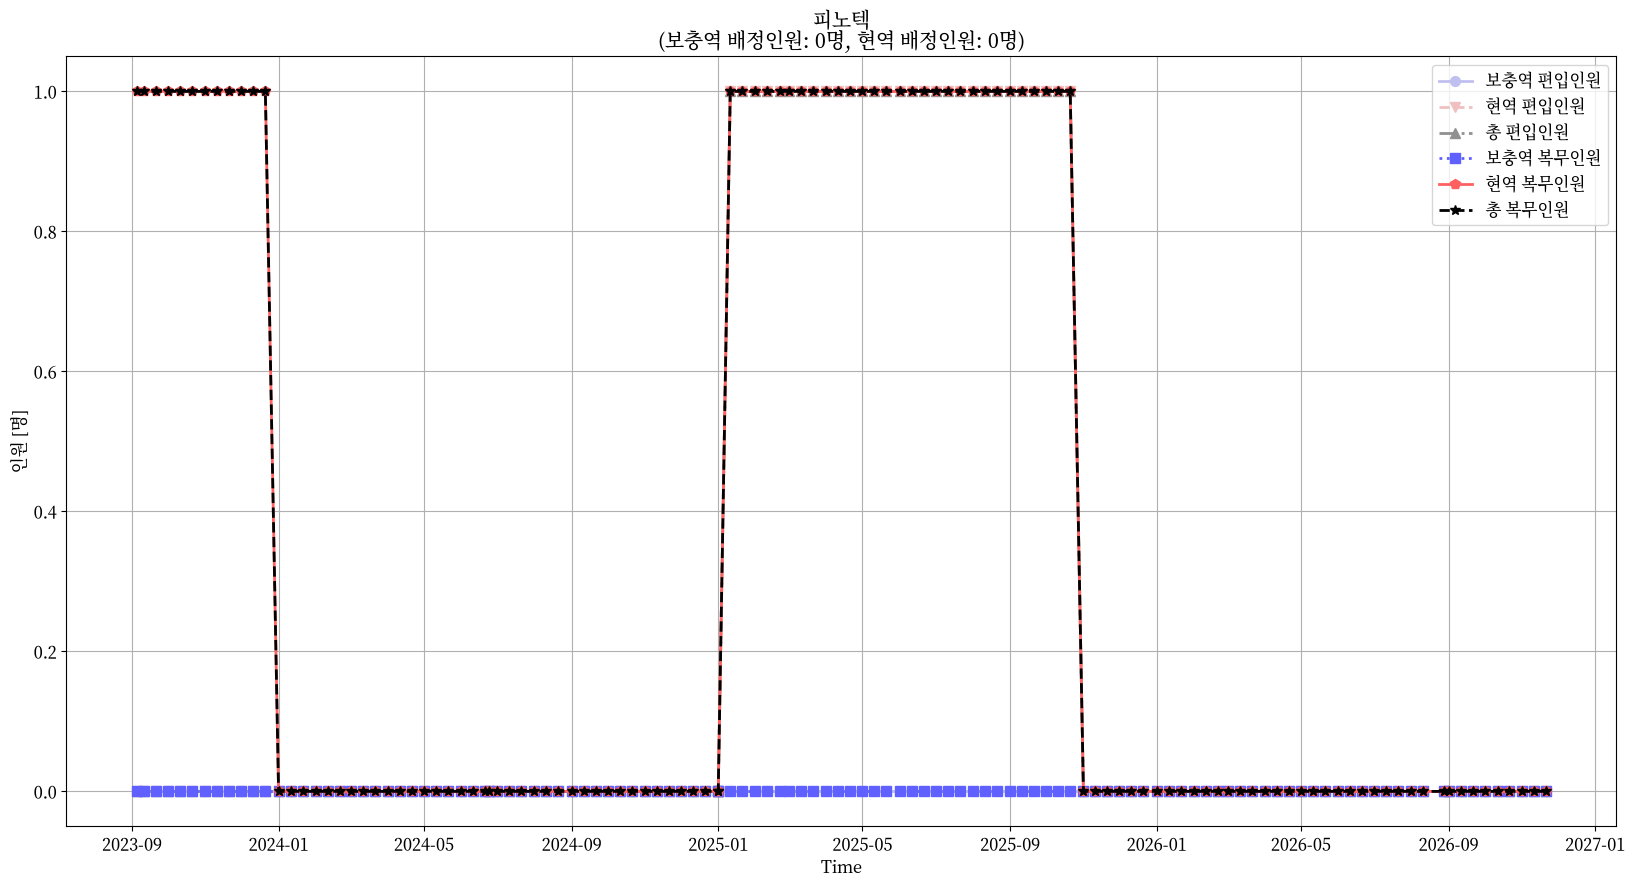 피노텍
(보충역 배정인원: 0명, 현역 배정인원: 0명)
보충역 편입인원
현역 편입인원
총 편입인원
보충역 복무인원
현역 복무인원
총 복무인원
인원 [명]
1.0
0.8
0.6
0.4
0.2
0.0
2023-09 2024-01 2024-05 2024-09 2025-01 2025-05 2025-09 2026-01 2026-05 2026-09 2027-01
Time